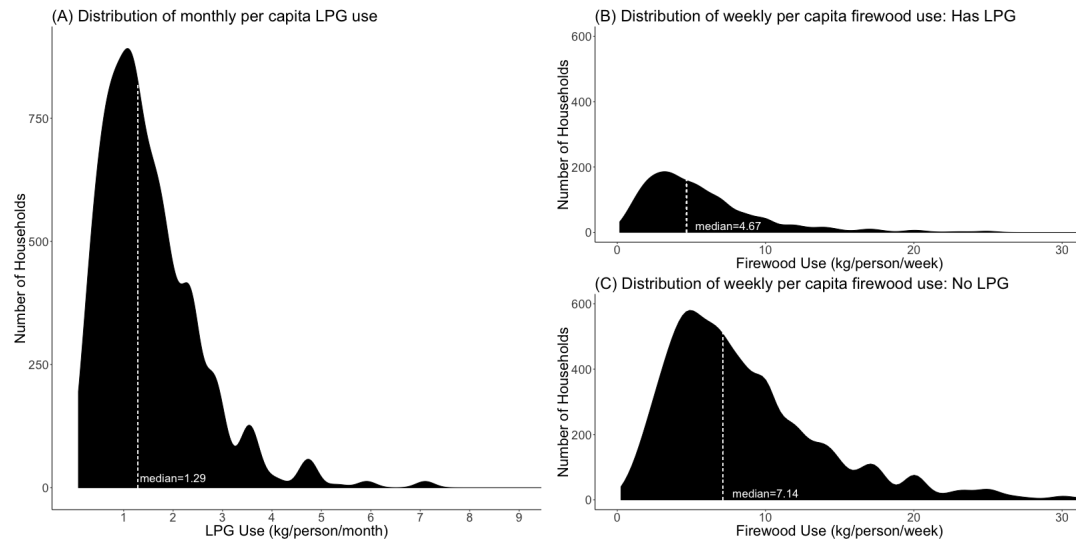 (A) Distribution of monthly per capita LPG use
Number of Households
750
500
250
0
median=1.29
1 2 3 4 5 6 7 8 9
LPG Use (kg/person/month)
(B) Distribution of weekly per capita firewood use: Has LPG
Number of Households
600
400
200
0
median=4.67
0 10 20 30
Firewood Use (kg/person/week)
(C) Distribution of weekly per capita firewood use: No LPG
Number of Households
600
400
200
0
median=7.14
0 10 20 30
Firewood Use (kg/person/week)